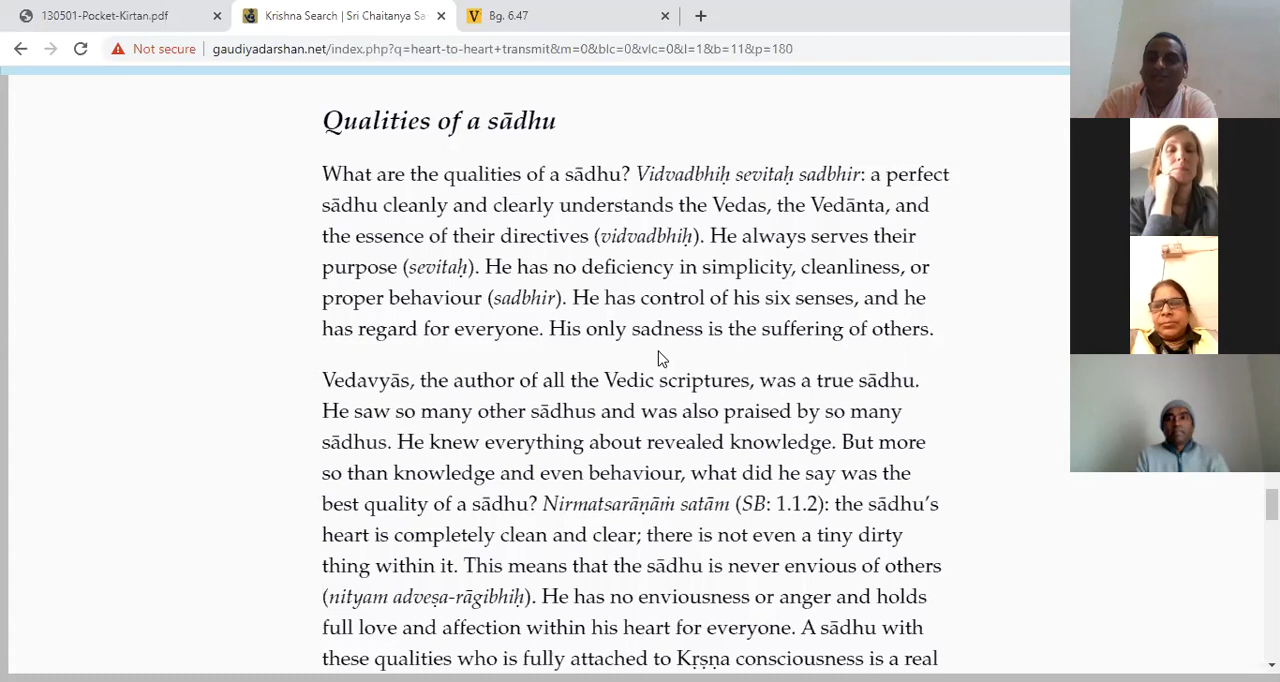 130501-Pocket-Kirtan.pdf
Krishna Search | Sri Chaitanya Sa
Bg. 6.47
Not secure
gaudiyadarshan.net/index.php?q=heart-to-heart+transmit&m=0&blc=0&vlc=0&l=1&b=11&p=180
Qualities of a sādhu
What are the qualities of a sādhu? Vidvadbhiḥ sevitaḥ sadbhir: a perfect
sādhu cleanly and clearly understands the Vedas, the Vedānta, and
the essence of their directives (vidvadbhiḥ). He always serves their
purpose (sevitaḥ). He has no deficiency in simplicity, cleanliness, or
proper behaviour (sadbhir). He has control of his six senses, and he
has regard for everyone. His only sadness is the suffering of others.
Vedavyās, the author of all the Vedic scriptures, was a true sādhu.
He saw so many other sādhus and was also praised by so many
sādhus. He knew everything about revealed knowledge. But more
so than knowledge and even behaviour, what did he say was the
best quality of a sādhu? Nirmatsarāṇāṁ satām (SB: 1.1.2): the sādhu's
heart is completely clean and clear; there is not even a tiny dirty
thing within it. This means that the sādhu is never envious of others
(nityam adveṣa-rāgibhiḥ). He has no enviousness or anger and holds
full love and affection within his heart for everyone. A sādhu with
these qualities who is fully attached to Kṛṣṇa consciousness is a real